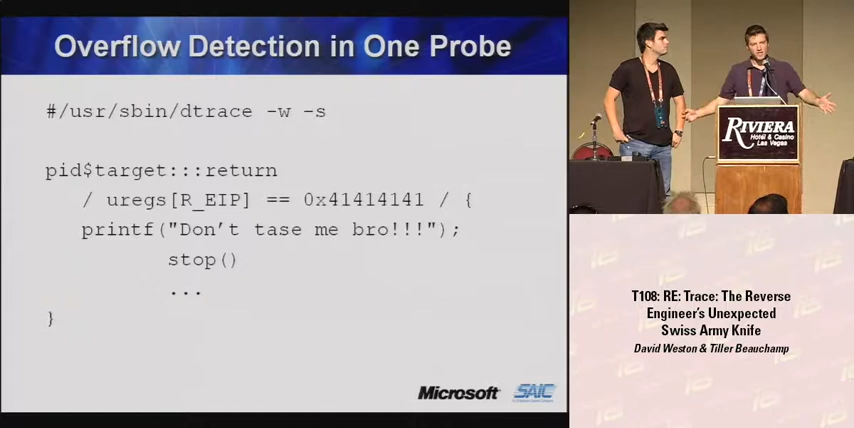 Overflow Detection in One Probe
#/usr/sbin/dtrace -w -s
pid$target:::return
/ uregs[R_EIP] == 0x41414141 / {
printf("Don't tase me bro!!!");
stop()
...
}
Microsoft
SAIC
RIVIERA
Hotel & Casino
Las Vegas
T108: RE: Trace: The Reverse
Engineer's Unexpected
Swiss Army Knife
David Weston & Tiller Beauchamp